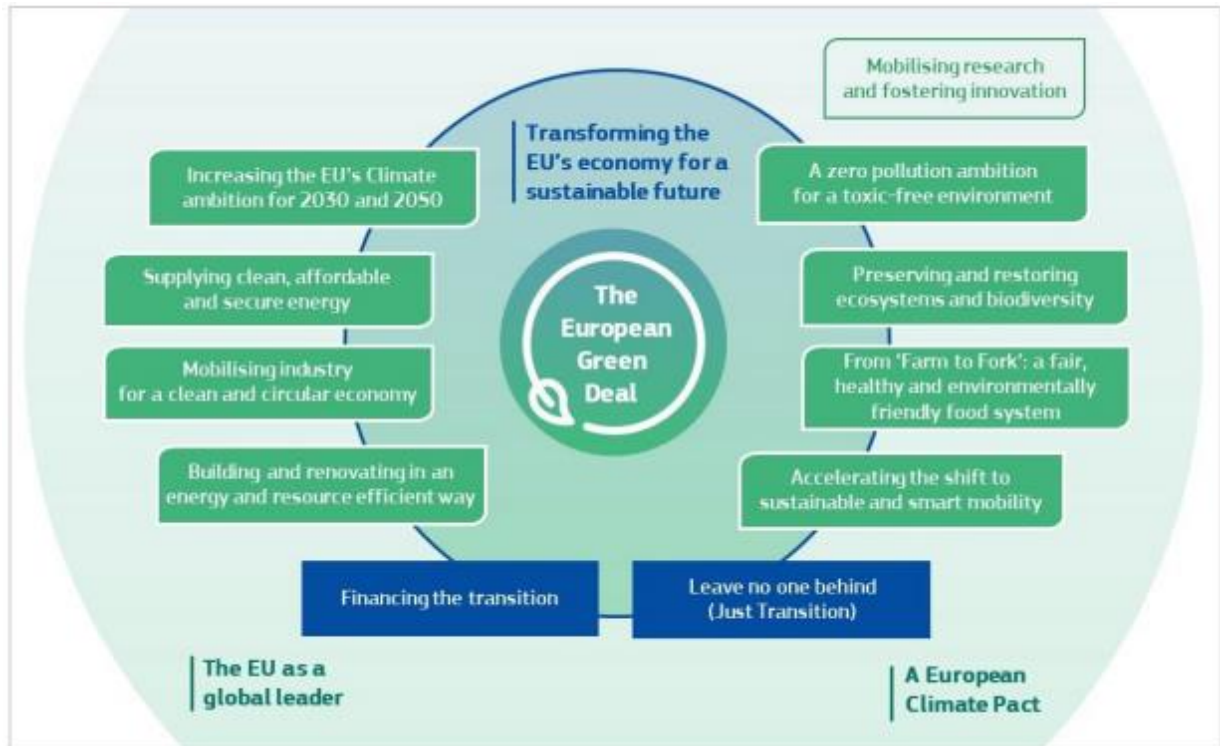 Mobilising research
and fostering innovation
Transforming the
EU's economy for a
sustainable future
Increasing the EU's Climate
ambition for 2030 and 2050
A zero pollution ambition
for a toxic-free environment
Supplying clean, affordable
and secure energy
Preserving and restoring
ecosystems and biodiversity
The
European
Green
Deal
Mobilising industry
for a clean and circular economy
From 'Farm to Fork': a fair,
healthy and environmentally
friendly food system
Building and renovating in an
energy and resource efficient way
Accelerating the shift to
sustainable and smart mobility
Financing the transition
Leave no one behind
(Just Transition)
The EU as a
global leader
A European
Climate Pact